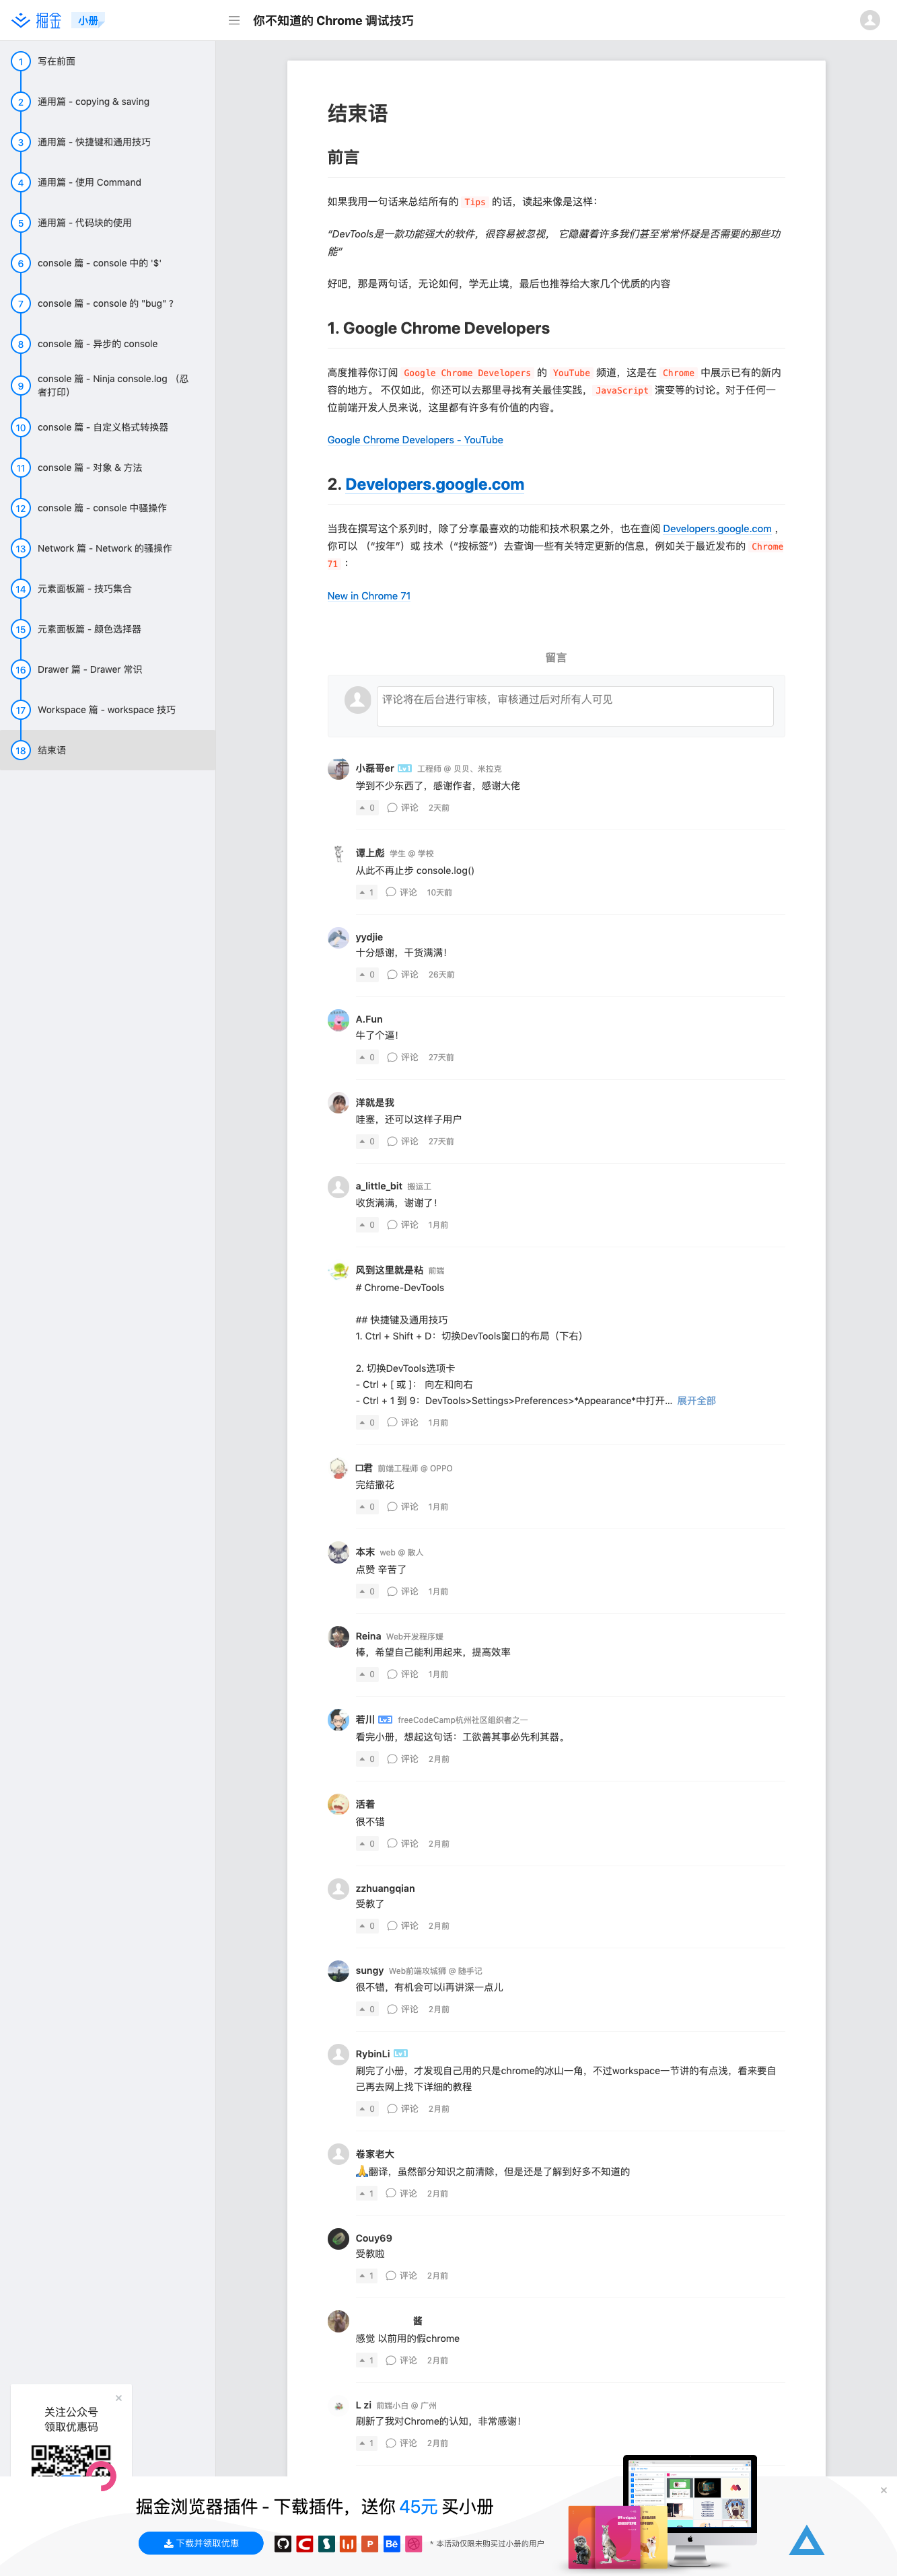 掘金 小册
你不知道的 Chrome 调试技巧
1 写在前面
2 通用篇 - copying & saving
3 通用篇 - 快捷键和通用技巧
4 通用篇 - 使用 Command
5 通用篇 - 代码块的使用
6 console 篇 - console 中的 '$'
7 console 篇 - console 的 "bug" ?
8 console 篇 - 异步的 console
9 console 篇 - Ninja console.log （忍
者打印）
10 console 篇 - 自定义格式转换器
11 console 篇 - 对象 & 方法
12 console 篇 - console 中骚操作
13 Network 篇 - Network 的骚操作
14 元素面板篇 - 技巧集合
15 元素面板篇 - 颜色选择器
16 Drawer 篇 - Drawer 常识
17 Workspace 篇 - workspace 技巧
18 结束语
结束语
前言
如果我用一句话来总结所有的 Tips 的话，读起来像是这样：
“DevTools是一款功能强大的软件，很容易被忽视， 它隐藏着许多我们甚至常常怀疑是否需要的那些功
能”
好吧，那是两句话，无论如何，学无止境，最后也推荐给大家几个优质的内容
1. Google Chrome Developers
高度推荐你订阅 Google Chrome Developers 的 YouTube 频道，这是在 Chrome 中展示已有的新内
容的地方。 不仅如此，你还可以去那里寻找有关最佳实践， JavaScript 演变等的讨论。对于任何一
位前端开发人员来说，这里都有许多有价值的内容。
Google Chrome Developers - YouTube
2. Developers.google.com
当我在撰写这个系列时，除了分享最喜欢的功能和技术积累之外，也在查阅 Developers.google.com ，
你可以 （“按年”）或 技术（“按标签”）去查询一些有关特定更新的信息，例如关于最近发布的 Chrome
71 ：
New in Chrome 71
留言
评论将在后台进行审核，审核通过后对所有人可见
小磊哥er Lv1 工程师 @ 贝贝、米拉克
学到不少东西了，感谢作者，感谢大佬
0 评论 2天前
谭上彪 学生 @ 学校
从此不再止步 console.log()
1 评论 10天前
yydjie
十分感谢，干货满满！
0 评论 26天前
A.Fun
牛了个逼！
0 评论 27天前
洋就是我
哇塞，还可以这样子用户
0 评论 27天前
a_little_bit 搬运工
收货满满，谢谢了！
0 评论 1月前
风到这里就是粘 前端
# Chrome-DevTools
## 快捷键及通用技巧
1. Ctrl + Shift + D：切换DevTools窗口的布局（下右）
2. 切换DevTools选项卡
- Ctrl + [ 或 ]： 向左和向右
- Ctrl + 1 到 9：DevTools>Settings>Preferences>*Appearance*中打开... 展开全部
0 评论 1月前
口君 前端工程师 @ OPPO
完结撒花
0 评论 1月前
本末 web @ 散人
点赞 辛苦了
0 评论 1月前
Reina Web开发程序媛
棒，希望自己能利用起来，提高效率
0 评论 1月前
若川 freeCodeCamp杭州社区组织者之一
看完小册，想起这句话：工欲善其事必先利其器。
0 评论 2月前
活着
很不错
0 评论 2月前
zzhuangqian
受教了
0 评论 2月前
sungy Web前端攻城狮 @ 随手记
很不错，有机会可以i再讲深一点儿
0 评论 2月前
RybinLi Lv1
刷完了小册，才发现自己用的只是chrome的冰山一角，不过workspace一节讲的有点浅，看来要自
己再去网上找下详细的教程
0 评论 2月前
卷家老大
🙏翻译，虽然部分知识之前清除，但是还是了解到好多不知道的
1 评论 2月前
Couy69
受教啦
1 评论 2月前
酱
感觉 以前用的假chrome
1 评论 2月前
L zi 前端小白 @ 广州
刷新了我对Chrome的认知，非常感谢！
1 评论 2月前
关注公众号
领取优惠码
掘金浏览器插件 - 下载插件，送你 45元 买小册
下载并领取优惠
* 本活动仅限未购买过小册的用户